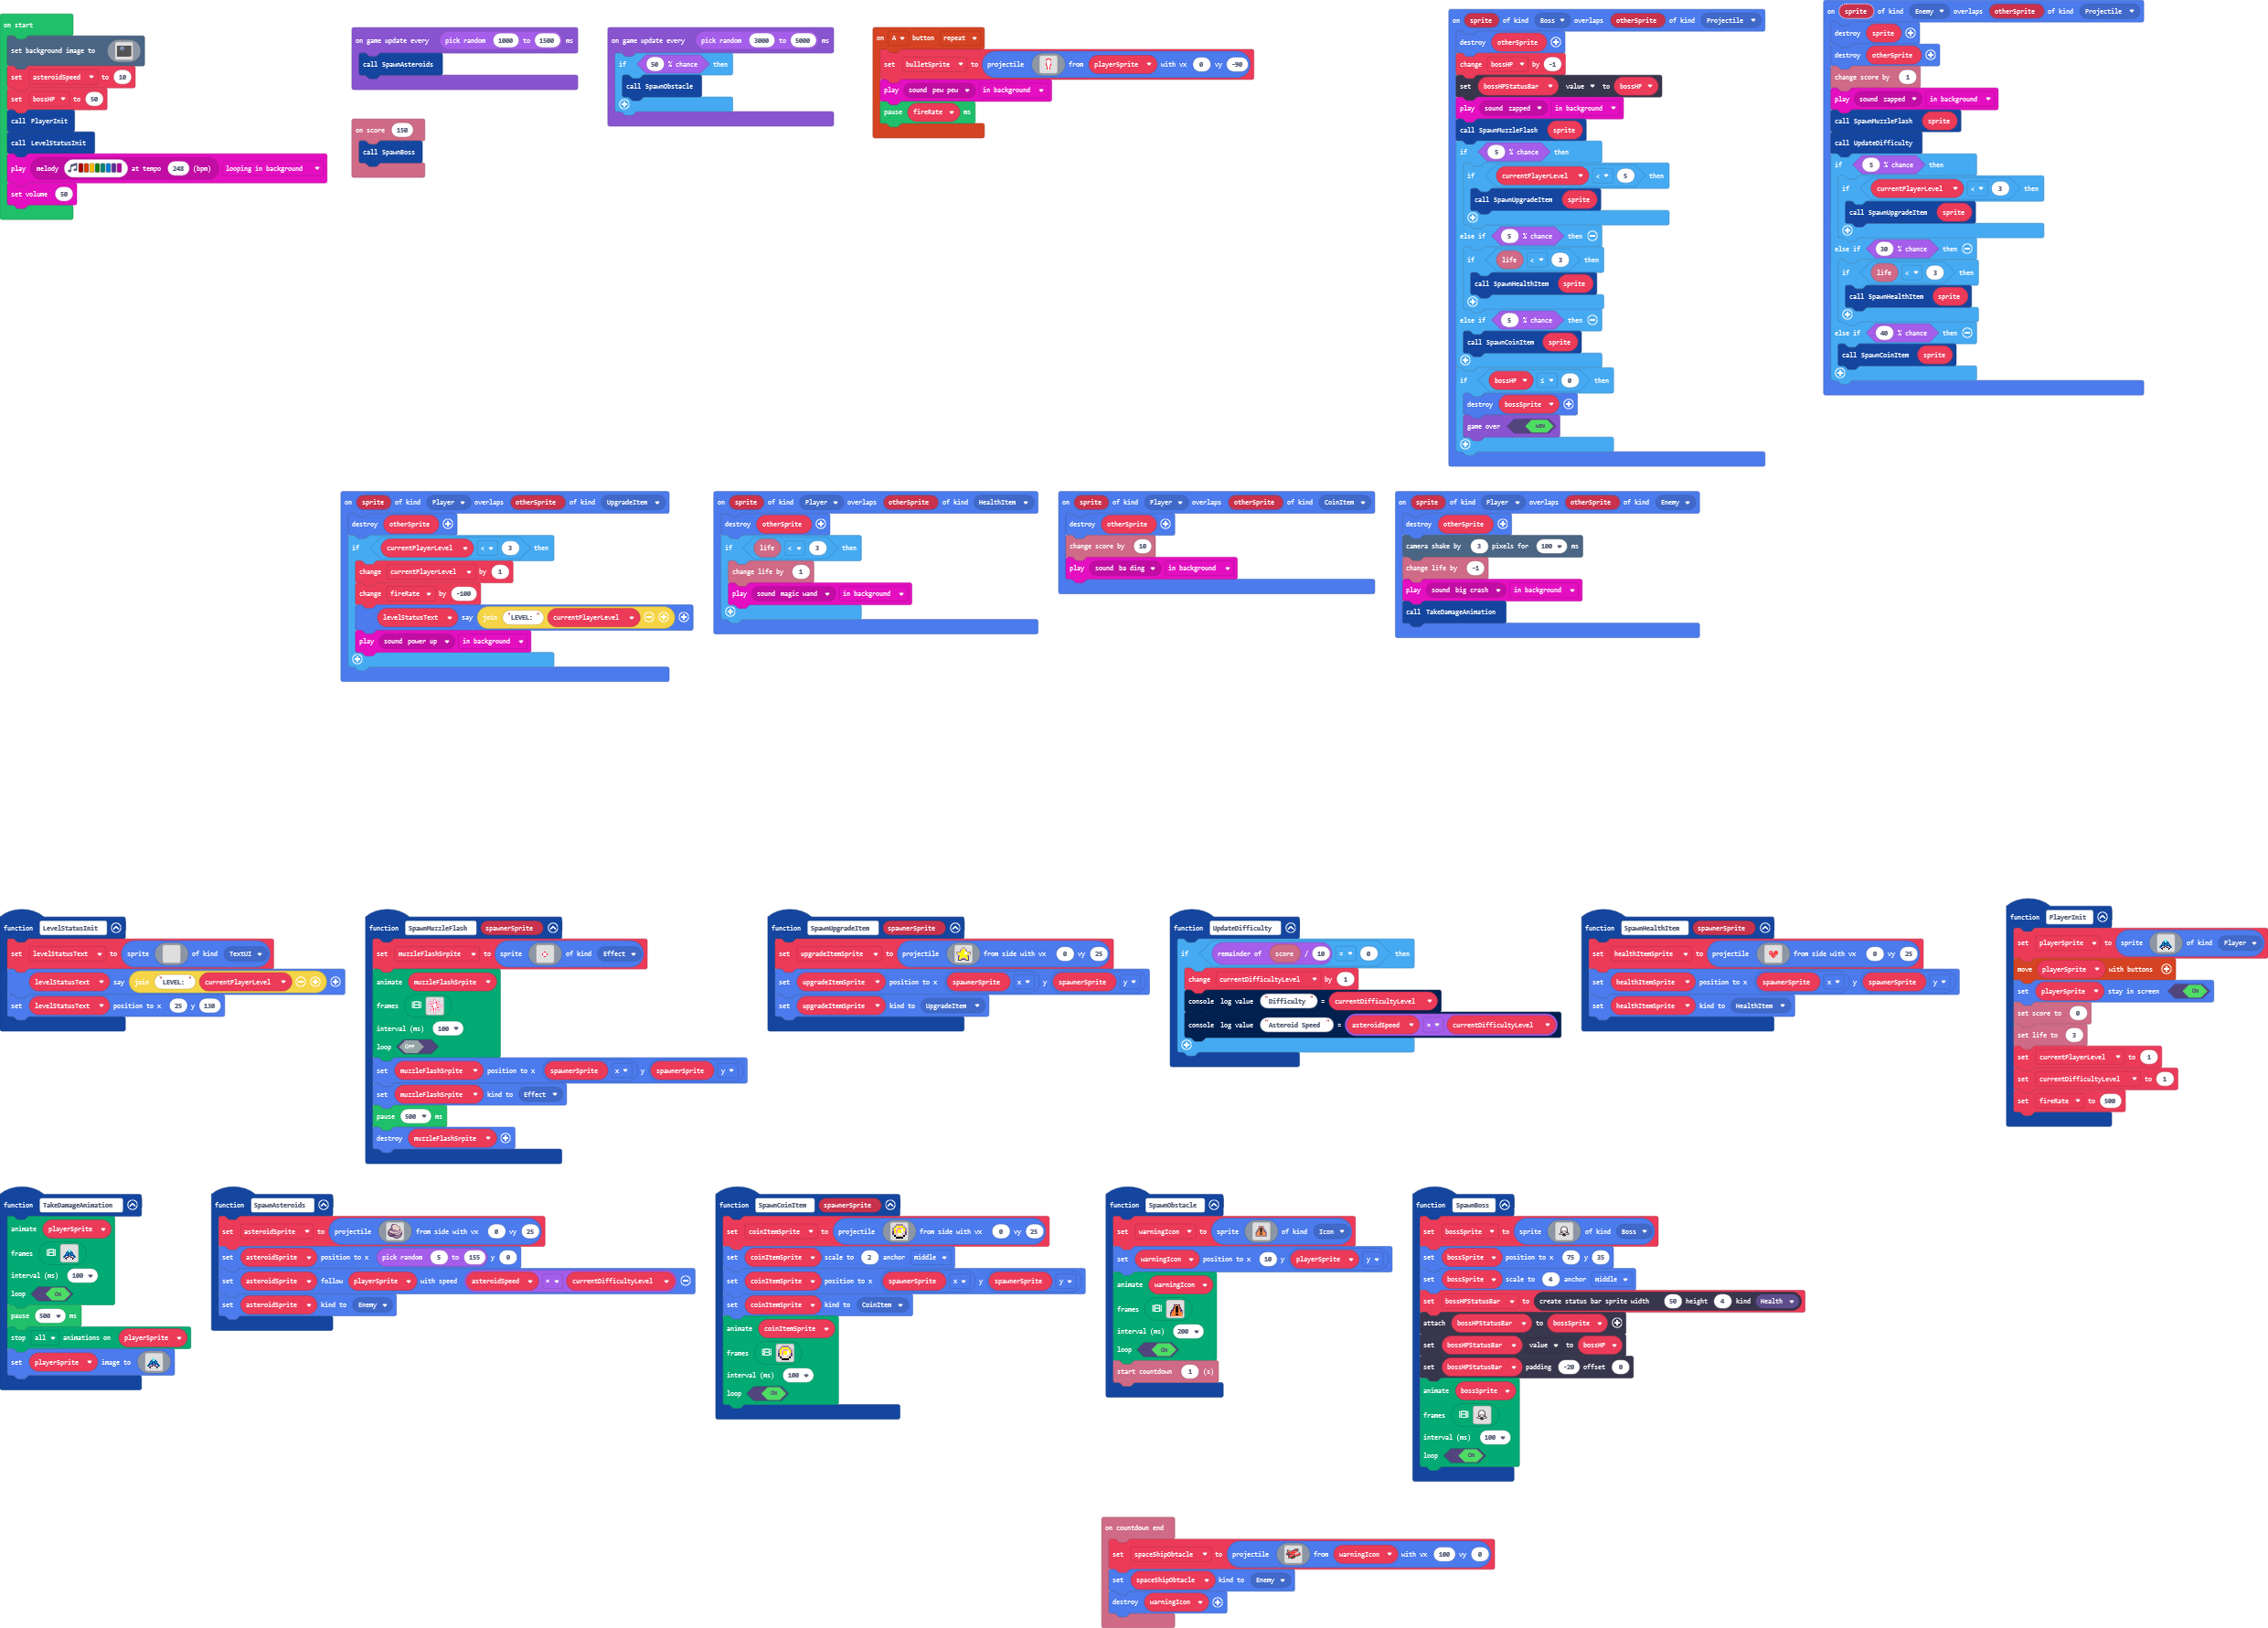 on start
set background image to
set asteroidSpeed to 10
set bossHP to 50
call PlayerInit
call LevelStatusInit
play melody at tempo 248 (bpm) looping in background
set volume 50
on game update every pick random 1000 to 1500 ms
call SpawnAsteroids
on score 150
call SpawnBoss
on game update every pick random 3000 to 5000 ms
if 50 % chance then
call SpawnObstacle
on A button repeat
set bulletSprite to projectile from playerSprite with vx 0 vy -90
play sound pew pew in background
pause fireRate ms
on sprite of kind Boss overlaps otherSprite of kind Projectile
destroy otherSprite
change bossHP by -1
set bossHPStatusBar value to bossHP
play sound zapped in background
call SpawnMuzzleFlash sprite
if 5 % chance then
if currentPlayerLevel < 5 then
call SpawnUpgradeItem sprite
else if 5 % chance then
if life < 3 then
call SpawnHealthItem sprite
else if 5 % chance then
call SpawnCoinItem sprite
if bossHP ≤ 0 then
destroy bossSprite
game over WIN
on sprite of kind Enemy overlaps otherSprite of kind Projectile
destroy sprite
destroy otherSprite
change score by 1
play sound zapped in background
call SpawnMuzzleFlash sprite
call UpdateDifficulty
if 5 % chance then
if currentPlayerLevel < 3 then
call SpawnUpgradeItem sprite
else if 30 % chance then
if life < 3 then
call SpawnHealthItem sprite
else if 40 % chance then
call SpawnCoinItem sprite
on sprite of kind Player overlaps otherSprite of kind UpgradeItem
destroy otherSprite
if currentPlayerLevel < 3 then
change currentPlayerLevel by 1
change fireRate by -100
levelStatusText say join "LEVEL: " currentPlayerLevel
play sound power up in background
on sprite of kind Player overlaps otherSprite of kind HealthItem
destroy otherSprite
if life < 3 then
change life by 1
play sound magic wand in background
on sprite of kind Player overlaps otherSprite of kind CoinItem
destroy otherSprite
change score by 10
play sound ba ding in background
on sprite of kind Player overlaps otherSprite of kind Enemy
destroy otherSprite
camera shake by 3 pixels for 100 ms
change life by -1
play sound big crash in background
call TakeDamageAnimation
function LevelStatusInit
set levelStatusText to sprite of kind TextUI
levelStatusText say join "LEVEL: " currentPlayerLevel
set levelStatusText position to x 25 y 130
function SpawnMuzzleFlash spawnerSprite
set muzzleFlashSrpite to sprite of kind Effect
animate muzzleFlashSrpite
frames
interval (ms) 100
loop OFF
set muzzleFlashSrpite position to x spawnerSprite x y spawnerSprite y
set muzzleFlashSrpite kind to Effect
pause 500 ms
destroy muzzleFlashSrpite
function SpawnUpgradeItem spawnerSprite
set upgradeItemSprite to projectile from side with vx 0 vy 25
set upgradeItemSprite position to x spawnerSprite x y spawnerSprite y
set upgradeItemSprite kind to UpgradeItem
function UpdateDifficulty
if remainder of score / 10 = 0 then
change currentDifficultyLevel by 1
console log value "Difficulty " = currentDifficultyLevel
console log value "Asteroid Speed " = asteroidSpeed × currentDifficultyLevel
function SpawnHealthItem spawnerSprite
set healthItemSprite to projectile from side with vx 0 vy 25
set healthItemSprite position to x spawnerSprite x y spawnerSprite y
set healthItemSprite kind to HealthItem
function PlayerInit
set playerSprite to sprite of kind Player
move playerSprite with buttons
set playerSprite stay in screen ON
set score to 0
set life to 3
set currentPlayerLevel to 1
set currentDifficultyLevel to 1
set fireRate to 500
function TakeDamageAnimation
animate playerSprite
frames
interval (ms) 100
loop ON
pause 500 ms
stop all animations on playerSprite
set playerSprite image to
function SpawnAsteroids
set asteroidSprite to projectile from side with vx 0 vy 25
set asteroidSprite position to x pick random 5 to 155 y 0
set asteroidSprite follow playerSprite with speed asteroidSpeed × currentDifficultyLevel
set asteroidSprite kind to Enemy
function SpawnCoinItem spawnerSprite
set coinItemSprite to projectile from side with vx 0 vy 25
set coinItemSprite scale to 2 anchor middle
set coinItemSprite position to x spawnerSprite x y spawnerSprite y
set coinItemSprite kind to CoinItem
animate coinItemSprite
frames
interval (ms) 100
loop ON
function SpawnObstacle
set warningIcon to sprite of kind Icon
set warningIcon position to x 10 y playerSprite y
animate warningIcon
frames
interval (ms) 200
loop ON
start countdown 1 (s)
function SpawnBoss
set bossSprite to sprite of kind Boss
set bossSprite position to x 75 y 35
set bossSprite scale to 4 anchor middle
set bossHPStatusBar to create status bar sprite width 50 height 4 kind Health
attach bossHPStatusBar to bossSprite
set bossHPStatusBar value to bossHP
set bossHPStatusBar padding -20 offset 0
animate bossSprite
frames
interval (ms) 100
loop ON
on countdown end
set spaceShipObtacle to projectile from warningIcon with vx 100 vy 0
set spaceShipObtacle kind to Enemy
destroy warningIcon